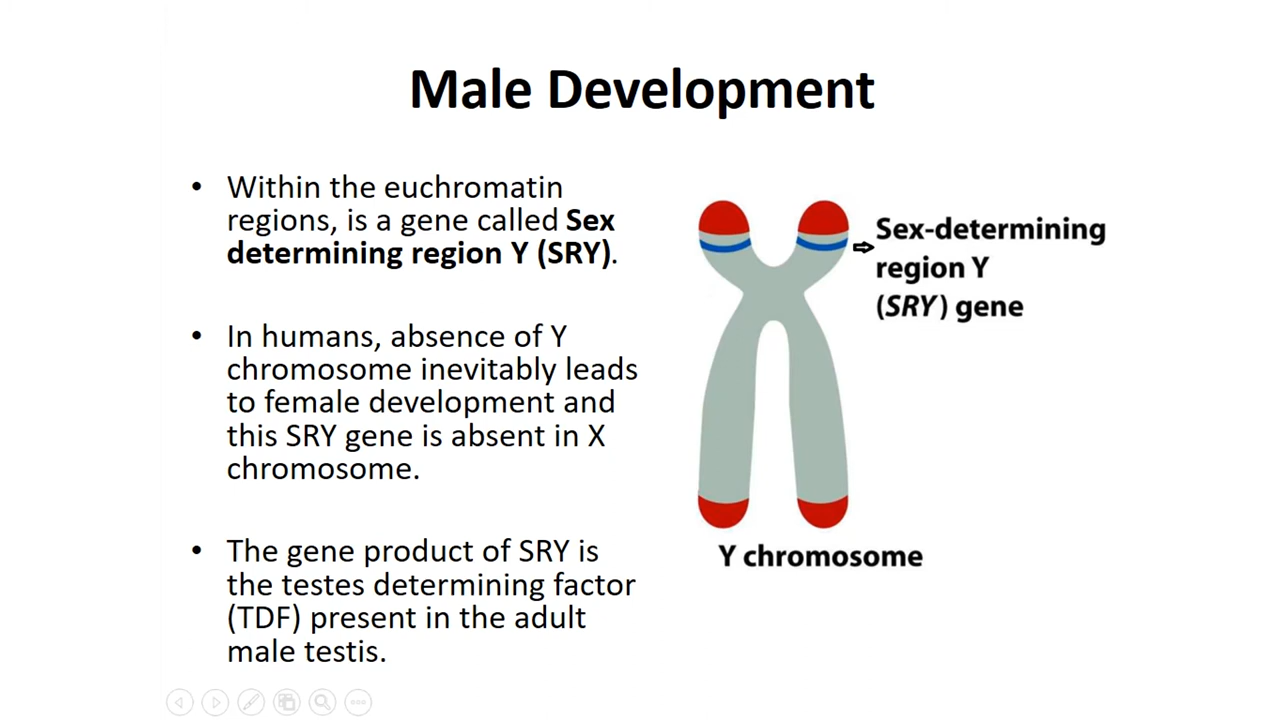 Male Development
• Within the euchromatin
regions, is a gene called Sex
determining region Y (SRY).
• In humans, absence of Y
chromosome inevitably leads
to female development and
this SRY gene is absent in X
chromosome.
• The gene product of SRY is
the testes determining factor
(TDF) present in the adult
male testis.
Sex-determining
region Y
(SRY) gene
Y chromosome